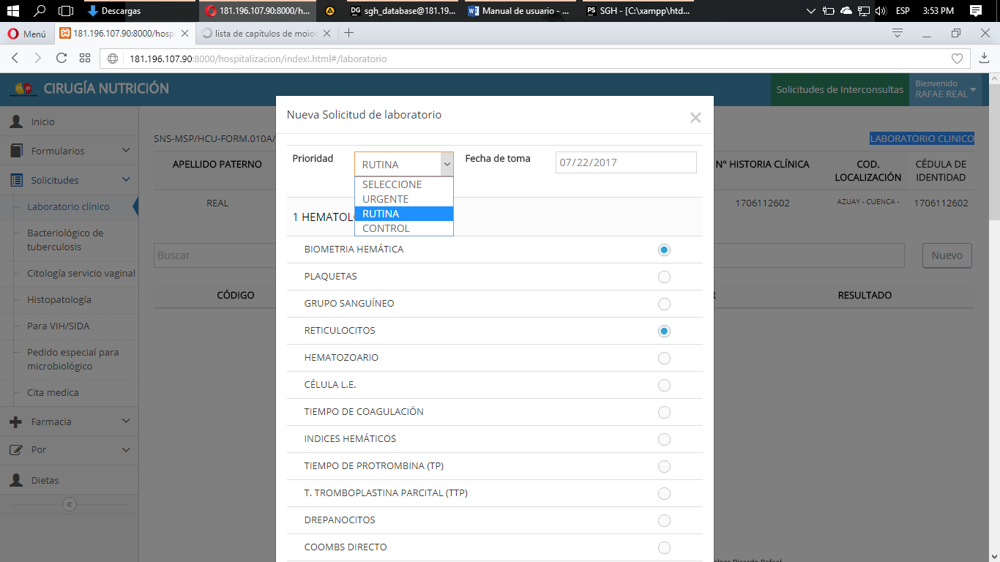 Descargas
181.196.107.90:8000/h...
sgh_database@181.19...
Manual de usuario - ...
SGH - [C:\xampp\htd...
ESP
3:53 PM
Menú
181.196.107.90:8000/hosp
lista de capitulos de moios
181.196.107.90:8000/hospitalizacion/index!.html#/laboratorio
CIRUGÍA NUTRICIÓN
Solicitudes de Interconsultas
Bienvenido
RAFAE REAL
Inicio
Formularios
Solicitudes
Laboratorio clínico
Bacteriológico de
tuberculosis
Citología servicio vaginal
Histopatología
Para VIH/SIDA
Pedido especial para
microbiológico
Cita medica
Farmacia
Por
Dietas
SNS-MSP/HCU-FORM.010A/
LABORATORIO CLINICO
APELLIDO PATERNO
N° HISTORIA CLÍNICA
COD.
LOCALIZACIÓN
CÉDULA DE
IDENTIDAD
REAL
1706112602
AZUAY - CUENCA -
1706112602
Buscar
Nuevo
CÓDIGO
R
RESULTADO
Nueva Solicitud de laboratorio
Prioridad
RUTINA
Fecha de toma
07/22/2017
SELECCIONE
URGENTE
RUTINA
CONTROL
1 HEMATOL
BIOMETRIA HEMÁTICA
PLAQUETAS
GRUPO SANGUÍNEO
RETICULOCITOS
HEMATOZOARIO
CÉLULA L.E.
TIEMPO DE COAGULACIÓN
INDICES HEMÁTICOS
TIEMPO DE PROTROMBINA (TP)
T. TROMBOPLASTINA PARCITAL (TTP)
DREPANOCITOS
COOMBS DIRECTO
Ricardo Rafael